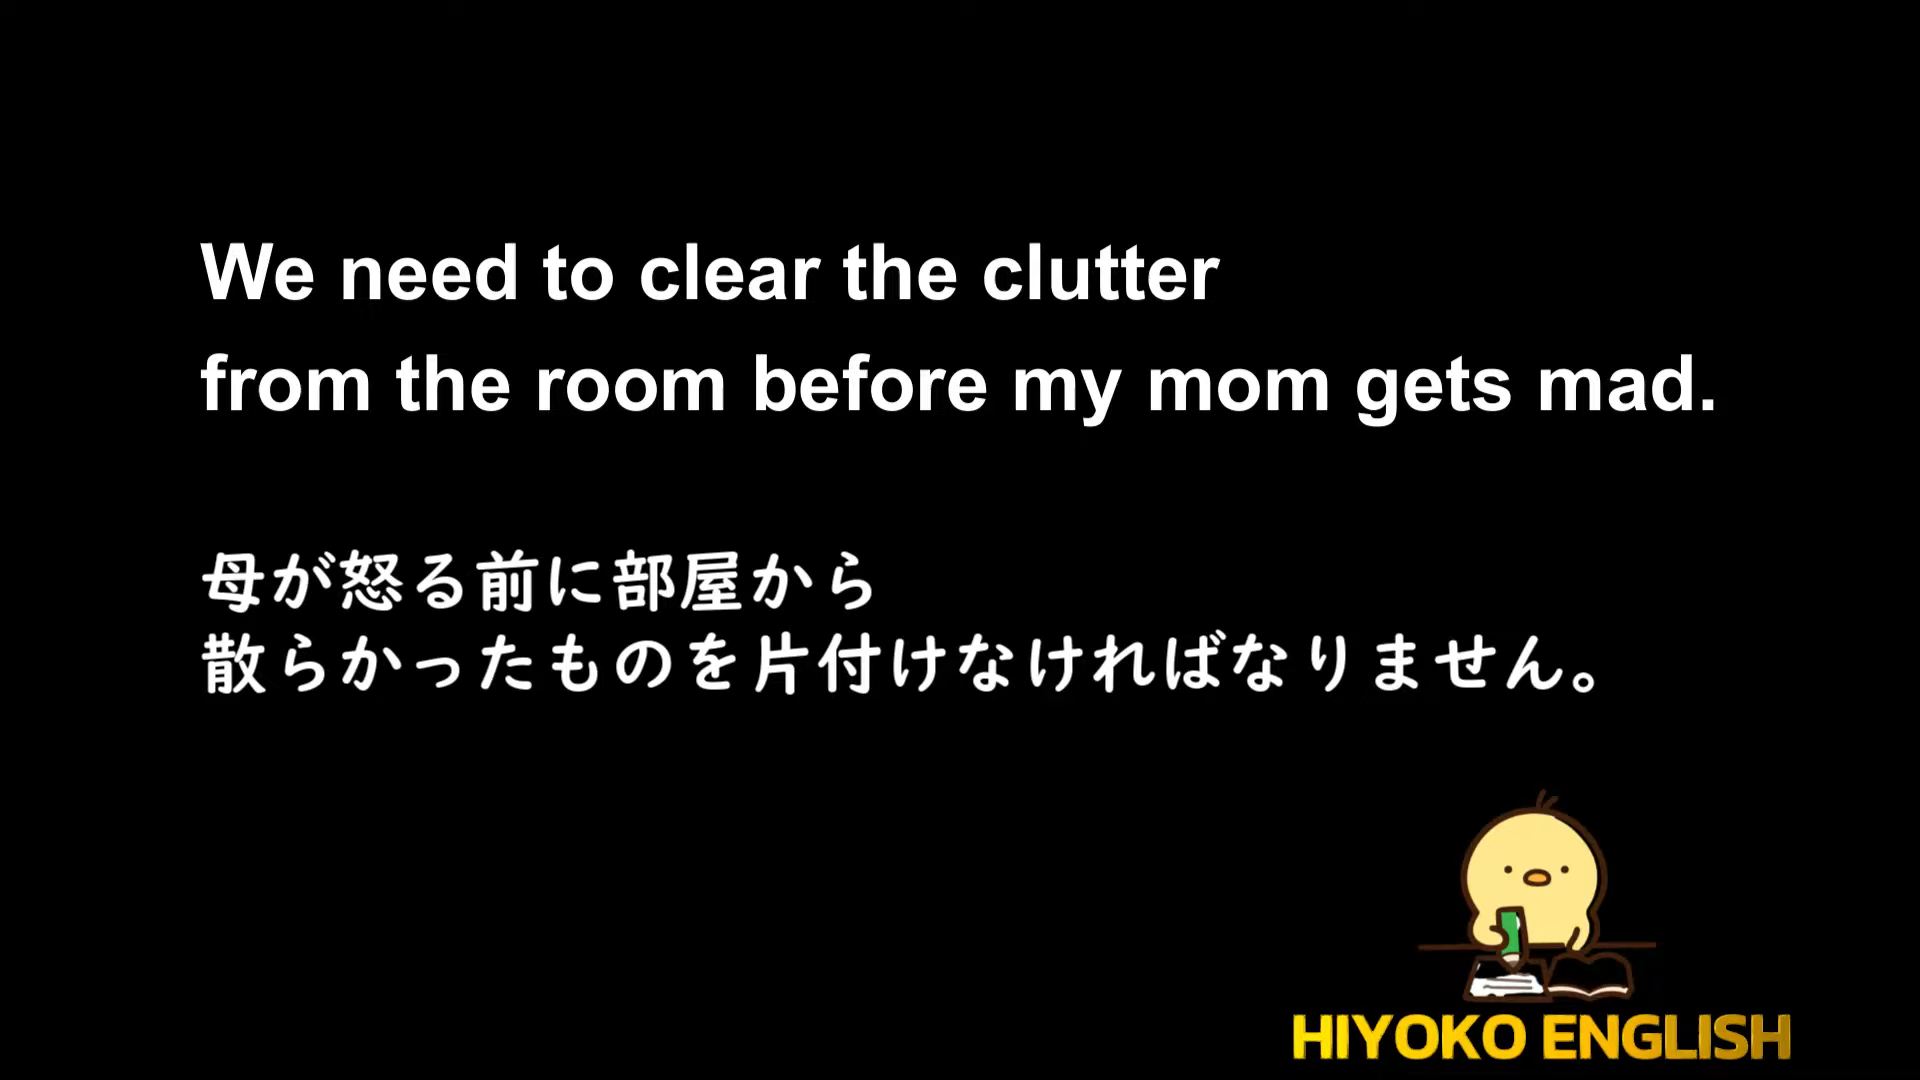 We need to clear the clutter
from the room before my mom gets mad.
母が怒る前に部屋から
散らかったものを片付けなければなりません。
HIYOKO ENGLISH